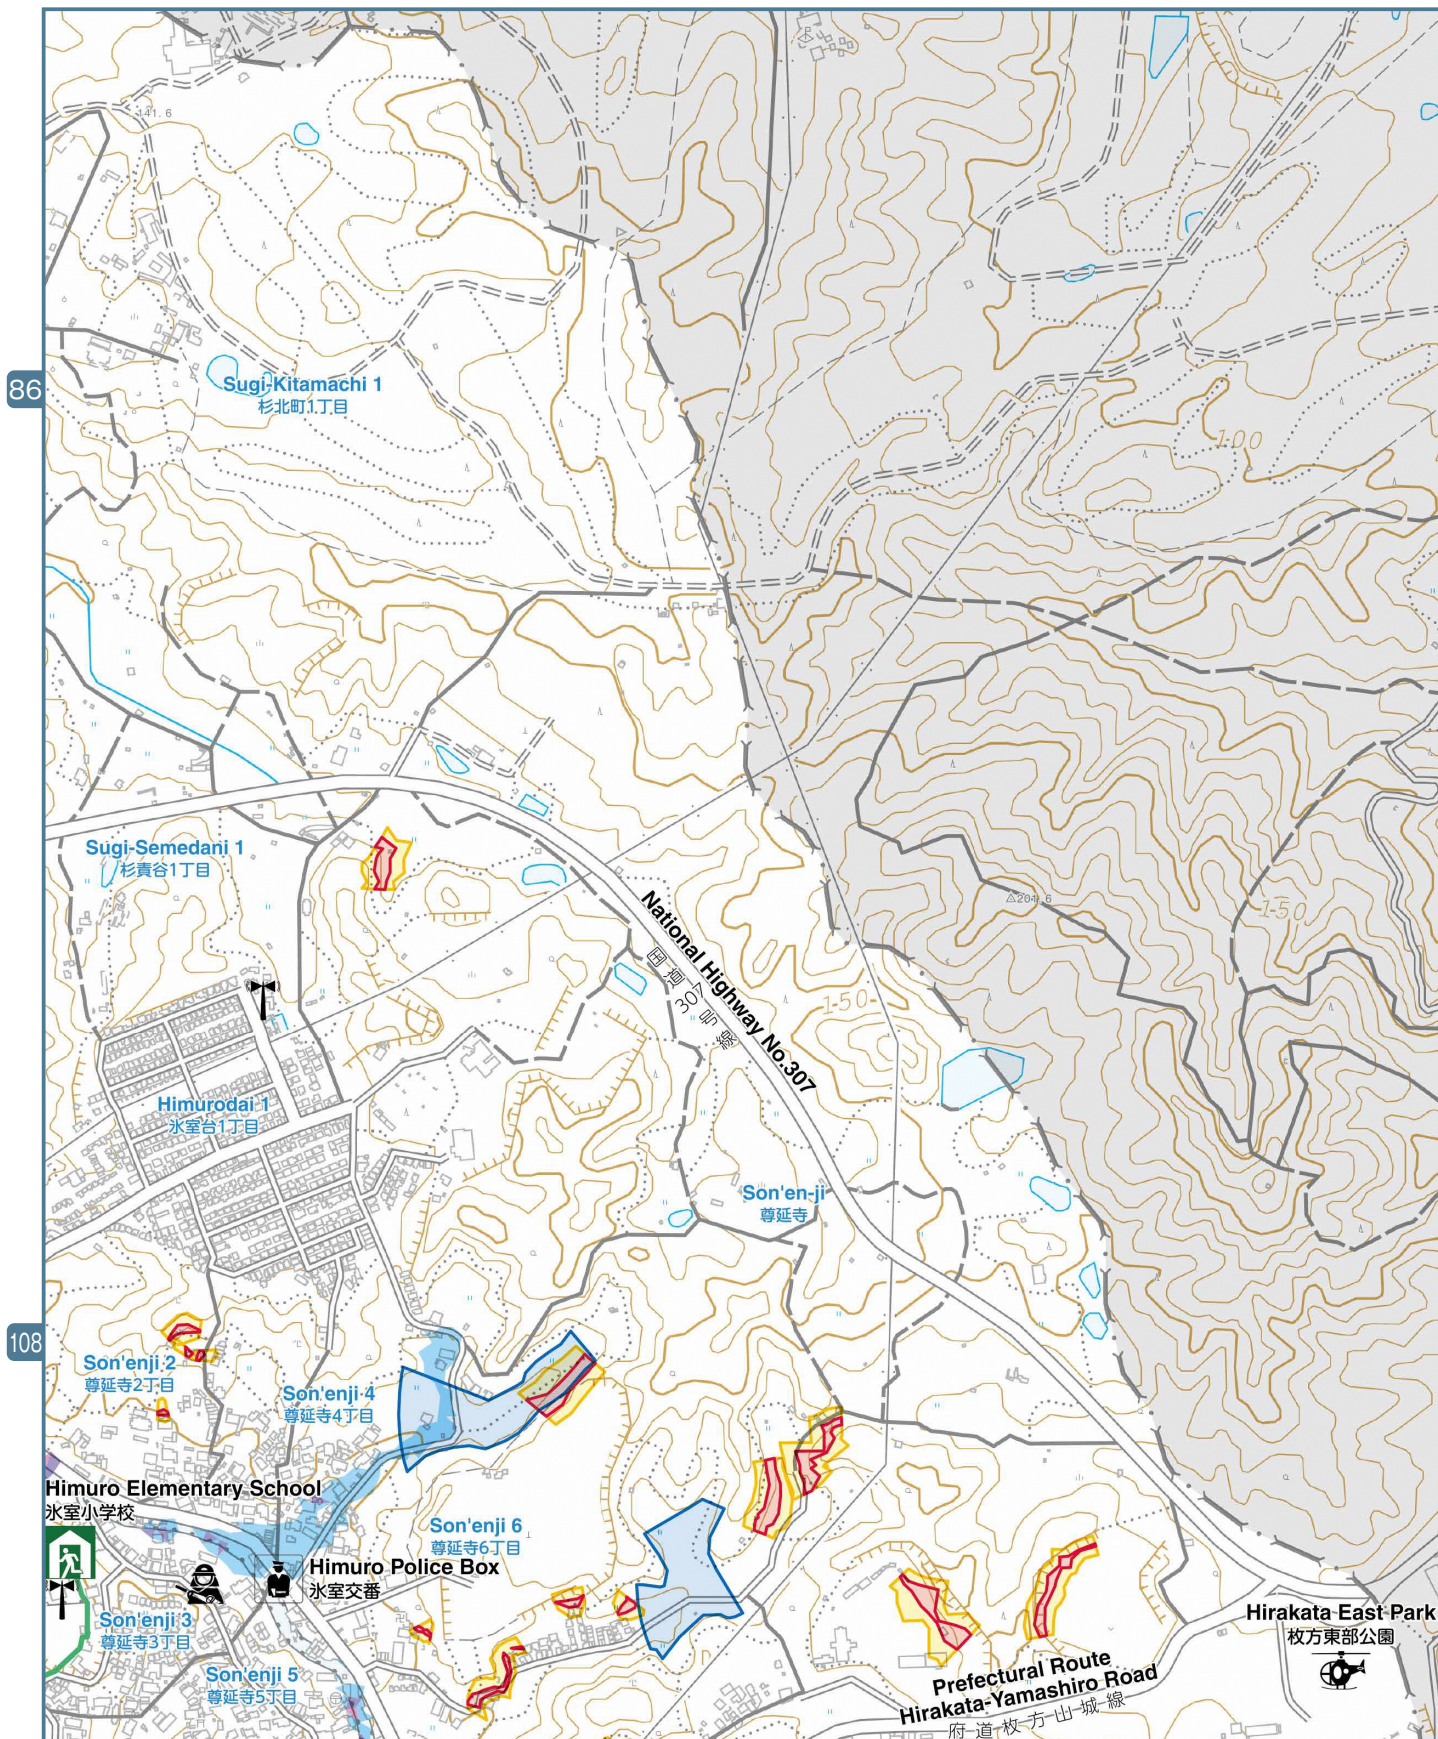 141.6
86
Sugi-Kitamachi 1
杉北町1丁目
100
Sugi-Semedani 1
杉責谷1丁目
△201.6
150
National Highway No.307
国道307号線
150
Himurodai 1
氷室台1丁目
Son'en-ji
尊延寺
108
Son'enji 2
尊延寺2丁目
Son'enji 4
尊延寺4丁目
Himuro Elementary School
氷室小学校
Son'enji 6
尊延寺6丁目
Himuro Police Box
氷室交番
Son'enji 3
尊延寺3丁目
Hirakata East Park
枚方東部公園
Son'enji 5
尊延寺5丁目
Prefectural Route
Hirakata-Yamashiro Road
府道枚方山城線